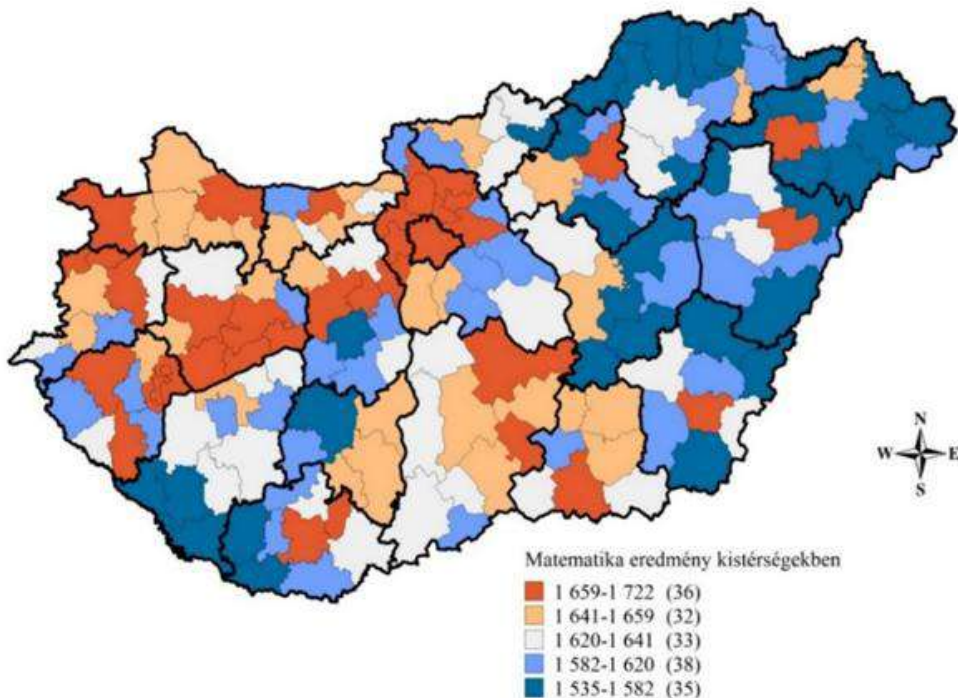 N
W E
S
Matematika eredmény kistérségekben
1 659-1 722 (36)
1 641-1 659 (32)
1 620-1 641 (33)
1 582-1 620 (38)
1 535-1 582 (35)